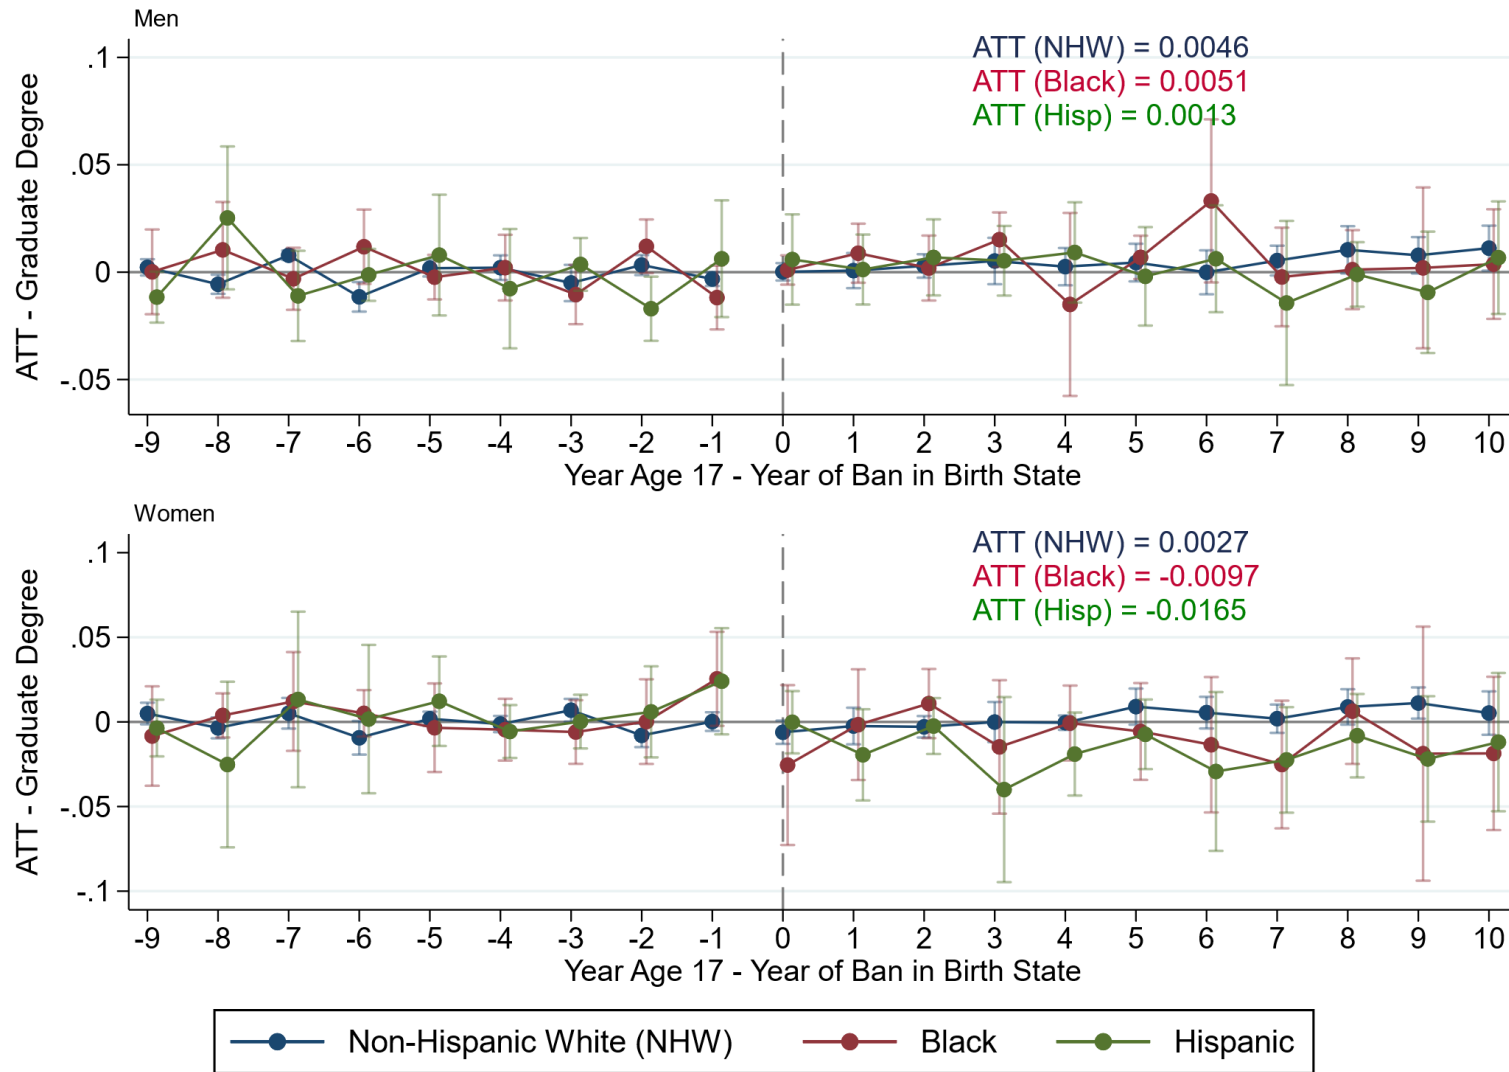 Men
ATT - Graduate Degree
.1
.05
0
-.05
ATT (NHW) = 0.0046
ATT (Black) = 0.0051
ATT (Hisp) = 0.0013
-9 -8 -7 -6 -5 -4 -3 -2 -1 0 1 2 3 4 5 6 7 8 9 10
Year Age 17 - Year of Ban in Birth State
Women
ATT - Graduate Degree
.1
.05
0
-.05
-.1
ATT (NHW) = 0.0027
ATT (Black) = -0.0097
ATT (Hisp) = -0.0165
-9 -8 -7 -6 -5 -4 -3 -2 -1 0 1 2 3 4 5 6 7 8 9 10
Year Age 17 - Year of Ban in Birth State
Non-Hispanic White (NHW) Black Hispanic